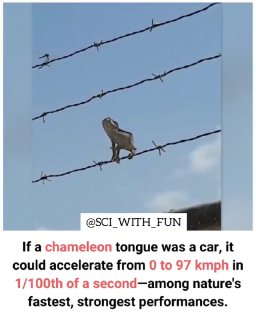 @SCI_WITH_FUN
If a chameleon tongue was a car, it
could accelerate from 0 to 97 kmph in
1/100th of a second—among nature's
fastest, strongest performances.